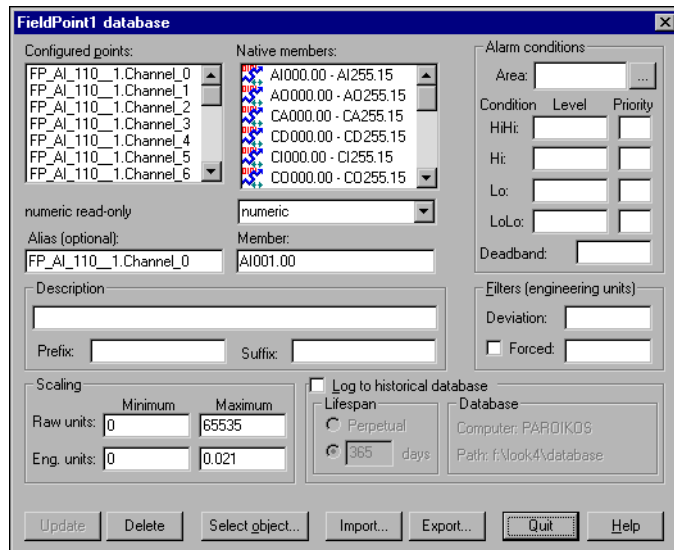 FieldPoint1 database
Configured points:
FP_AI_110__1.Channel_0
FP_AI_110__1.Channel_1
FP_AI_110__1.Channel_2
FP_AI_110__1.Channel_3
FP_AI_110__1.Channel_4
FP_AI_110__1.Channel_5
FP_AI_110__1.Channel_6
Native members:
AI000.00 - AI255.15
AO000.00 - AO255.15
CA000.00 - CA255.15
CD000.00 - CD255.15
CI000.00 - CI255.15
CO000.00 - CO255.15
numeric read-only
numeric
Alias (optional):
FP_AI_110__1.Channel_0
Member:
AI001.00
Alarm conditions
Area:
...
Condition Level Priority
HiHi:
Hi:
Lo:
LoLo:
Deadband:
Description
Prefix:
Suffix:
Filters (engineering units)
Deviation:
Forced:
Scaling
Minimum Maximum
Raw units: 0 65535
Eng. units: 0 0.021
Log to historical database
Lifespan
Perpetual
365 days
Database
Computer: PAROIKOS
Path: f:\look4\database
Update Delete Select object... Import... Export... Quit Help